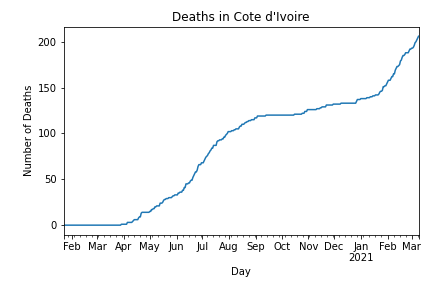 Deaths in Cote d'Ivoire
200
150
100
50
0
Number of Deaths
Feb Mar Apr May Jun Jul Aug Sep Oct Nov Dec Jan Feb Mar
2021
Day